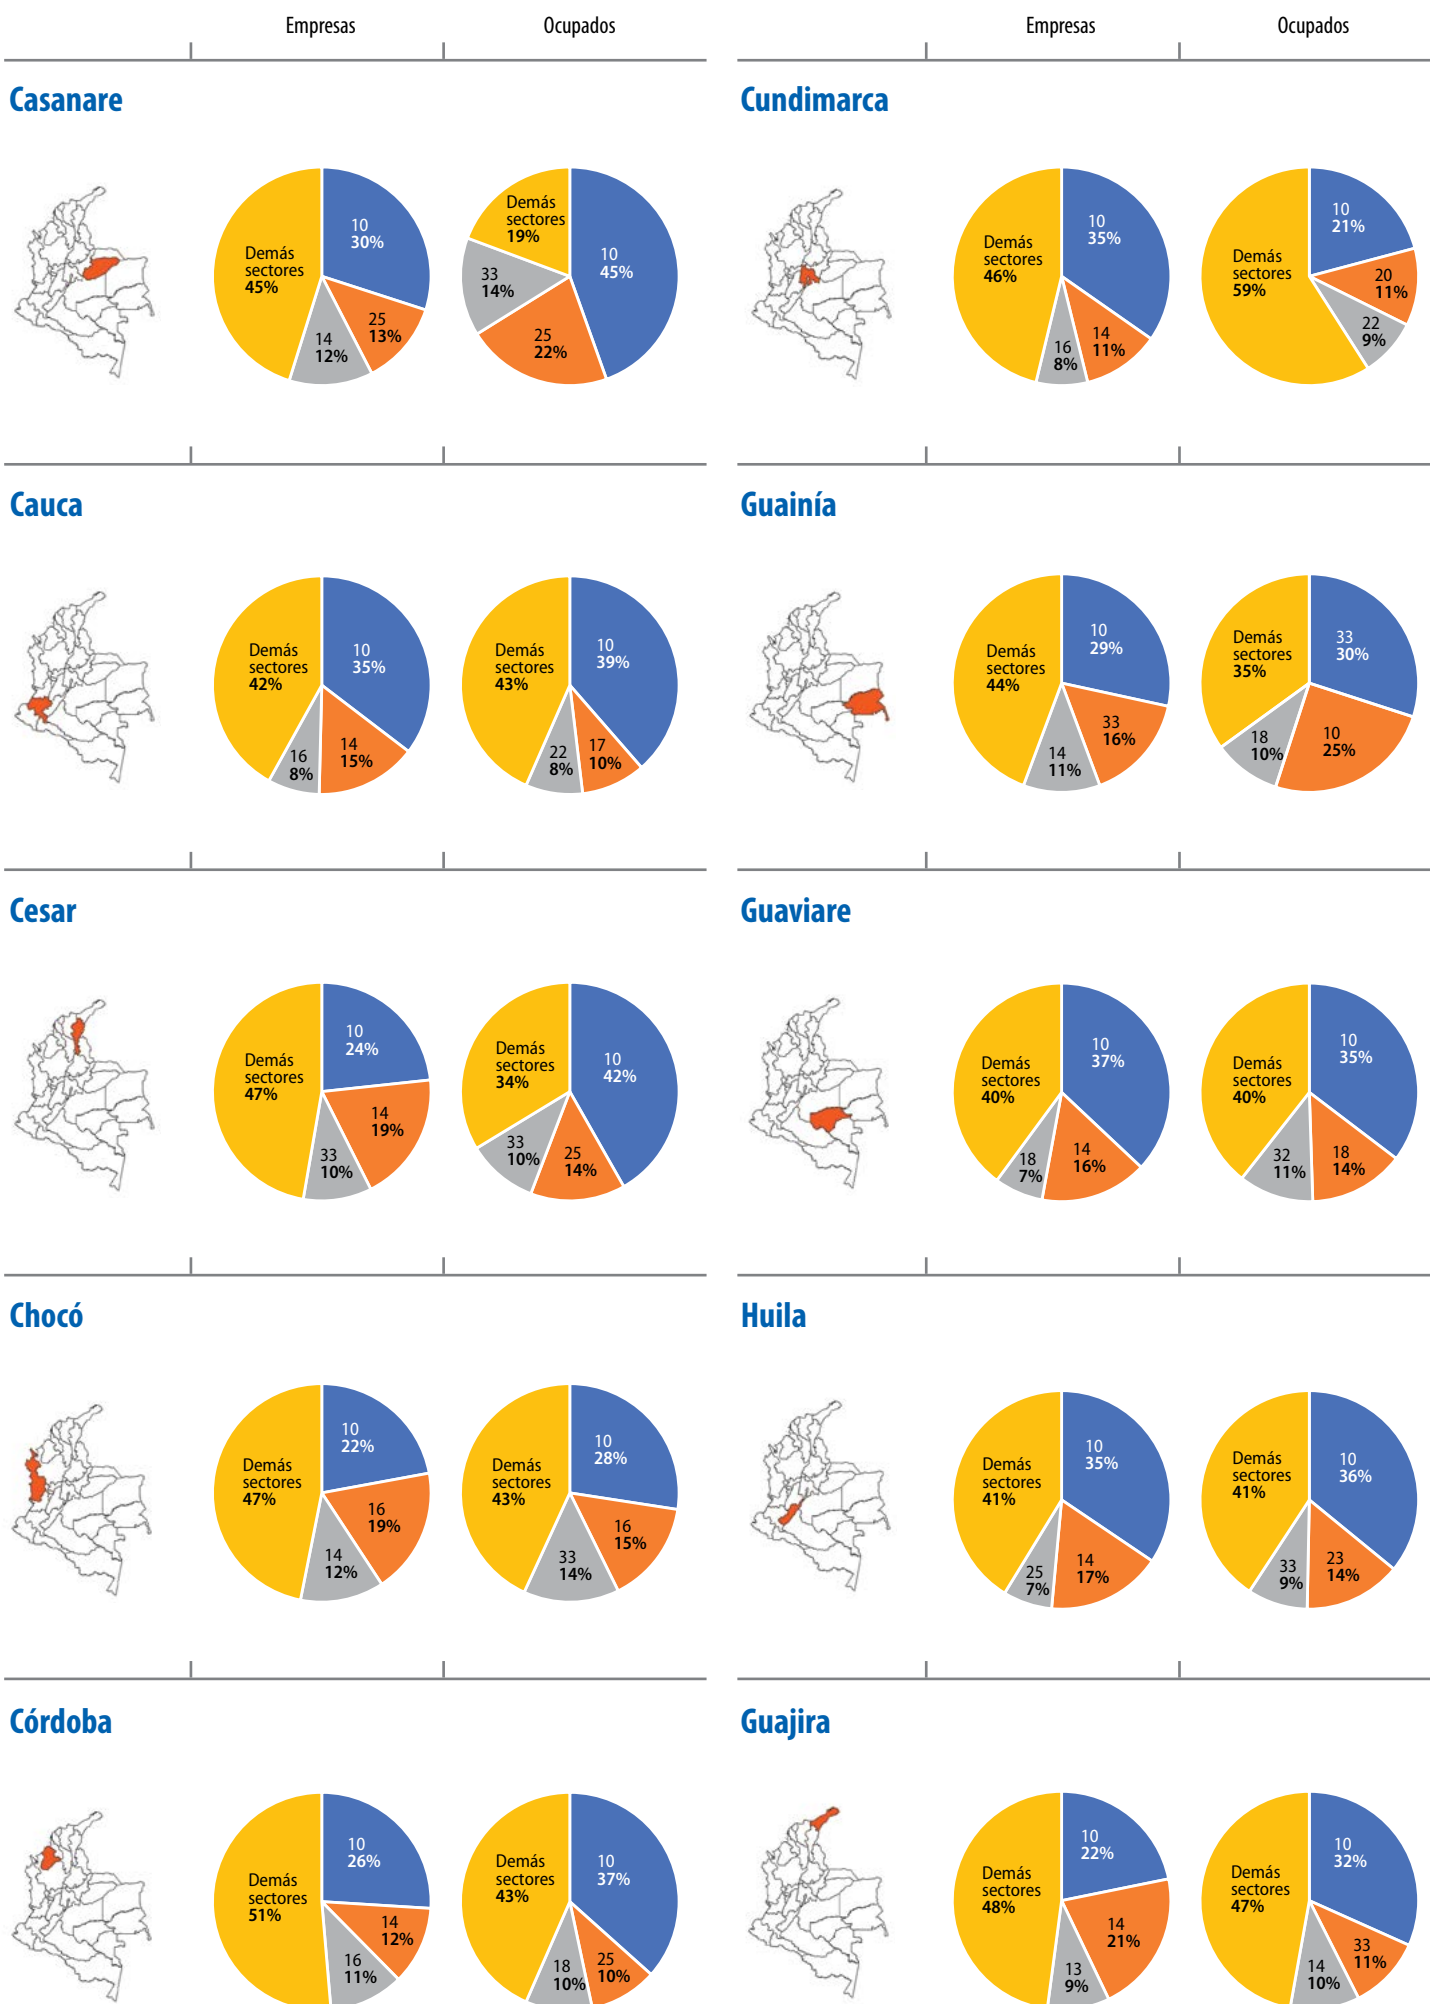 Empresas
Ocupados
Empresas
Ocupados
Casanare
10
30%
25
13%
14
12%
Demás
sectores
45%
10
45%
25
22%
33
14%
Demás
sectores
19%
Cundimarca
10
35%
14
11%
16
8%
Demás
sectores
46%
10
21%
20
11%
22
9%
Demás
sectores
59%
Cauca
10
35%
14
15%
16
8%
Demás
sectores
42%
10
39%
17
10%
22
8%
Demás
sectores
43%
Guainía
10
29%
33
16%
14
11%
Demás
sectores
44%
33
30%
10
25%
18
10%
Demás
sectores
35%
Cesar
10
24%
14
19%
33
10%
Demás
sectores
47%
10
42%
25
14%
33
10%
Demás
sectores
34%
Guaviare
10
37%
14
16%
18
7%
Demás
sectores
40%
10
35%
18
14%
32
11%
Demás
sectores
40%
Chocó
10
22%
16
19%
14
12%
Demás
sectores
47%
10
28%
16
15%
33
14%
Demás
sectores
43%
Huila
10
35%
14
17%
25
7%
Demás
sectores
41%
10
36%
23
14%
33
9%
Demás
sectores
41%
Córdoba
10
26%
14
12%
16
11%
Demás
sectores
51%
10
37%
25
10%
18
10%
Demás
sectores
43%
Guajira
10
22%
14
21%
13
9%
Demás
sectores
48%
10
32%
33
11%
14
10%
Demás
sectores
47%